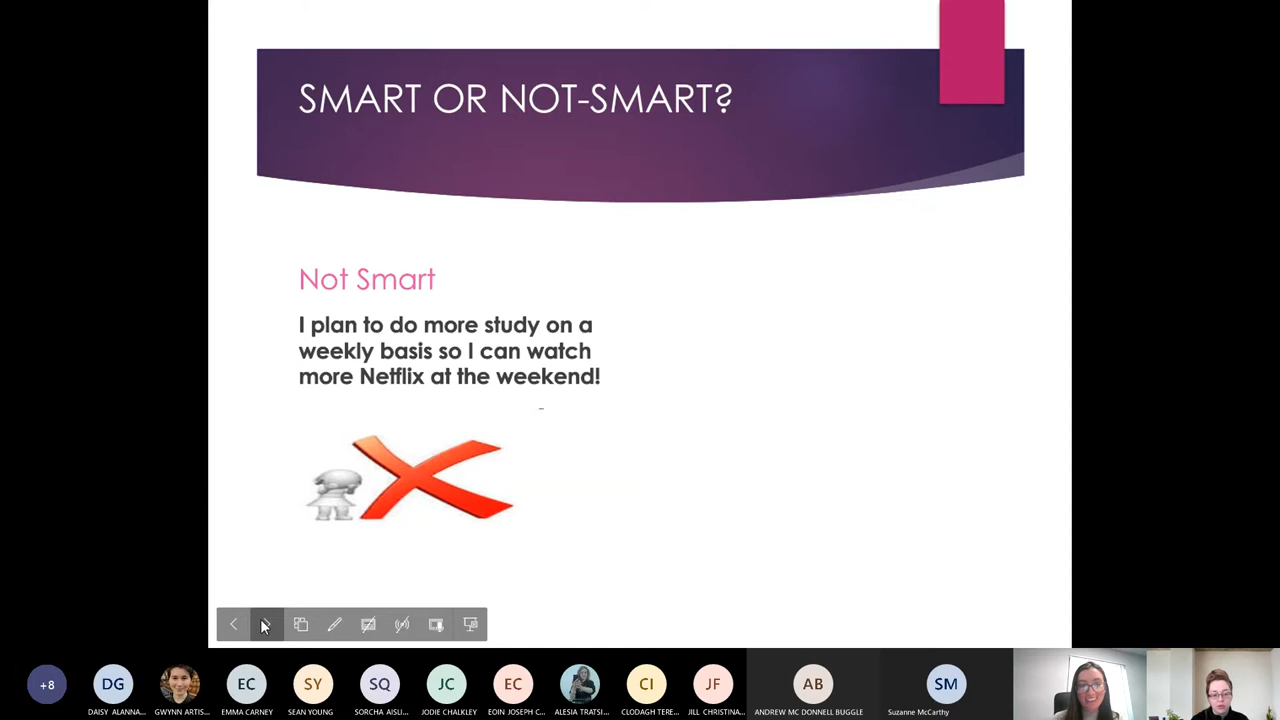 SMART OR NOT-SMART?
Not Smart
I plan to do more study on a
weekly basis so I can watch
more Netflix at the weekend!
+8
DG
EC
SY
SQ
JC
EC
CI
JF
AB
SM
DAISY ALANNA...
GWYNN ARTIS...
EMMA CARNEY
SEAN YOUNG
SORCHA AISLI...
JODIE CHALKLEY
EOIN JOSEPH C...
ALESIA TRATSI...
CLODAGH TERE...
JILL CHRISTINA...
ANDREW MC DONNELL BUGGLE
Suzanne McCarthy